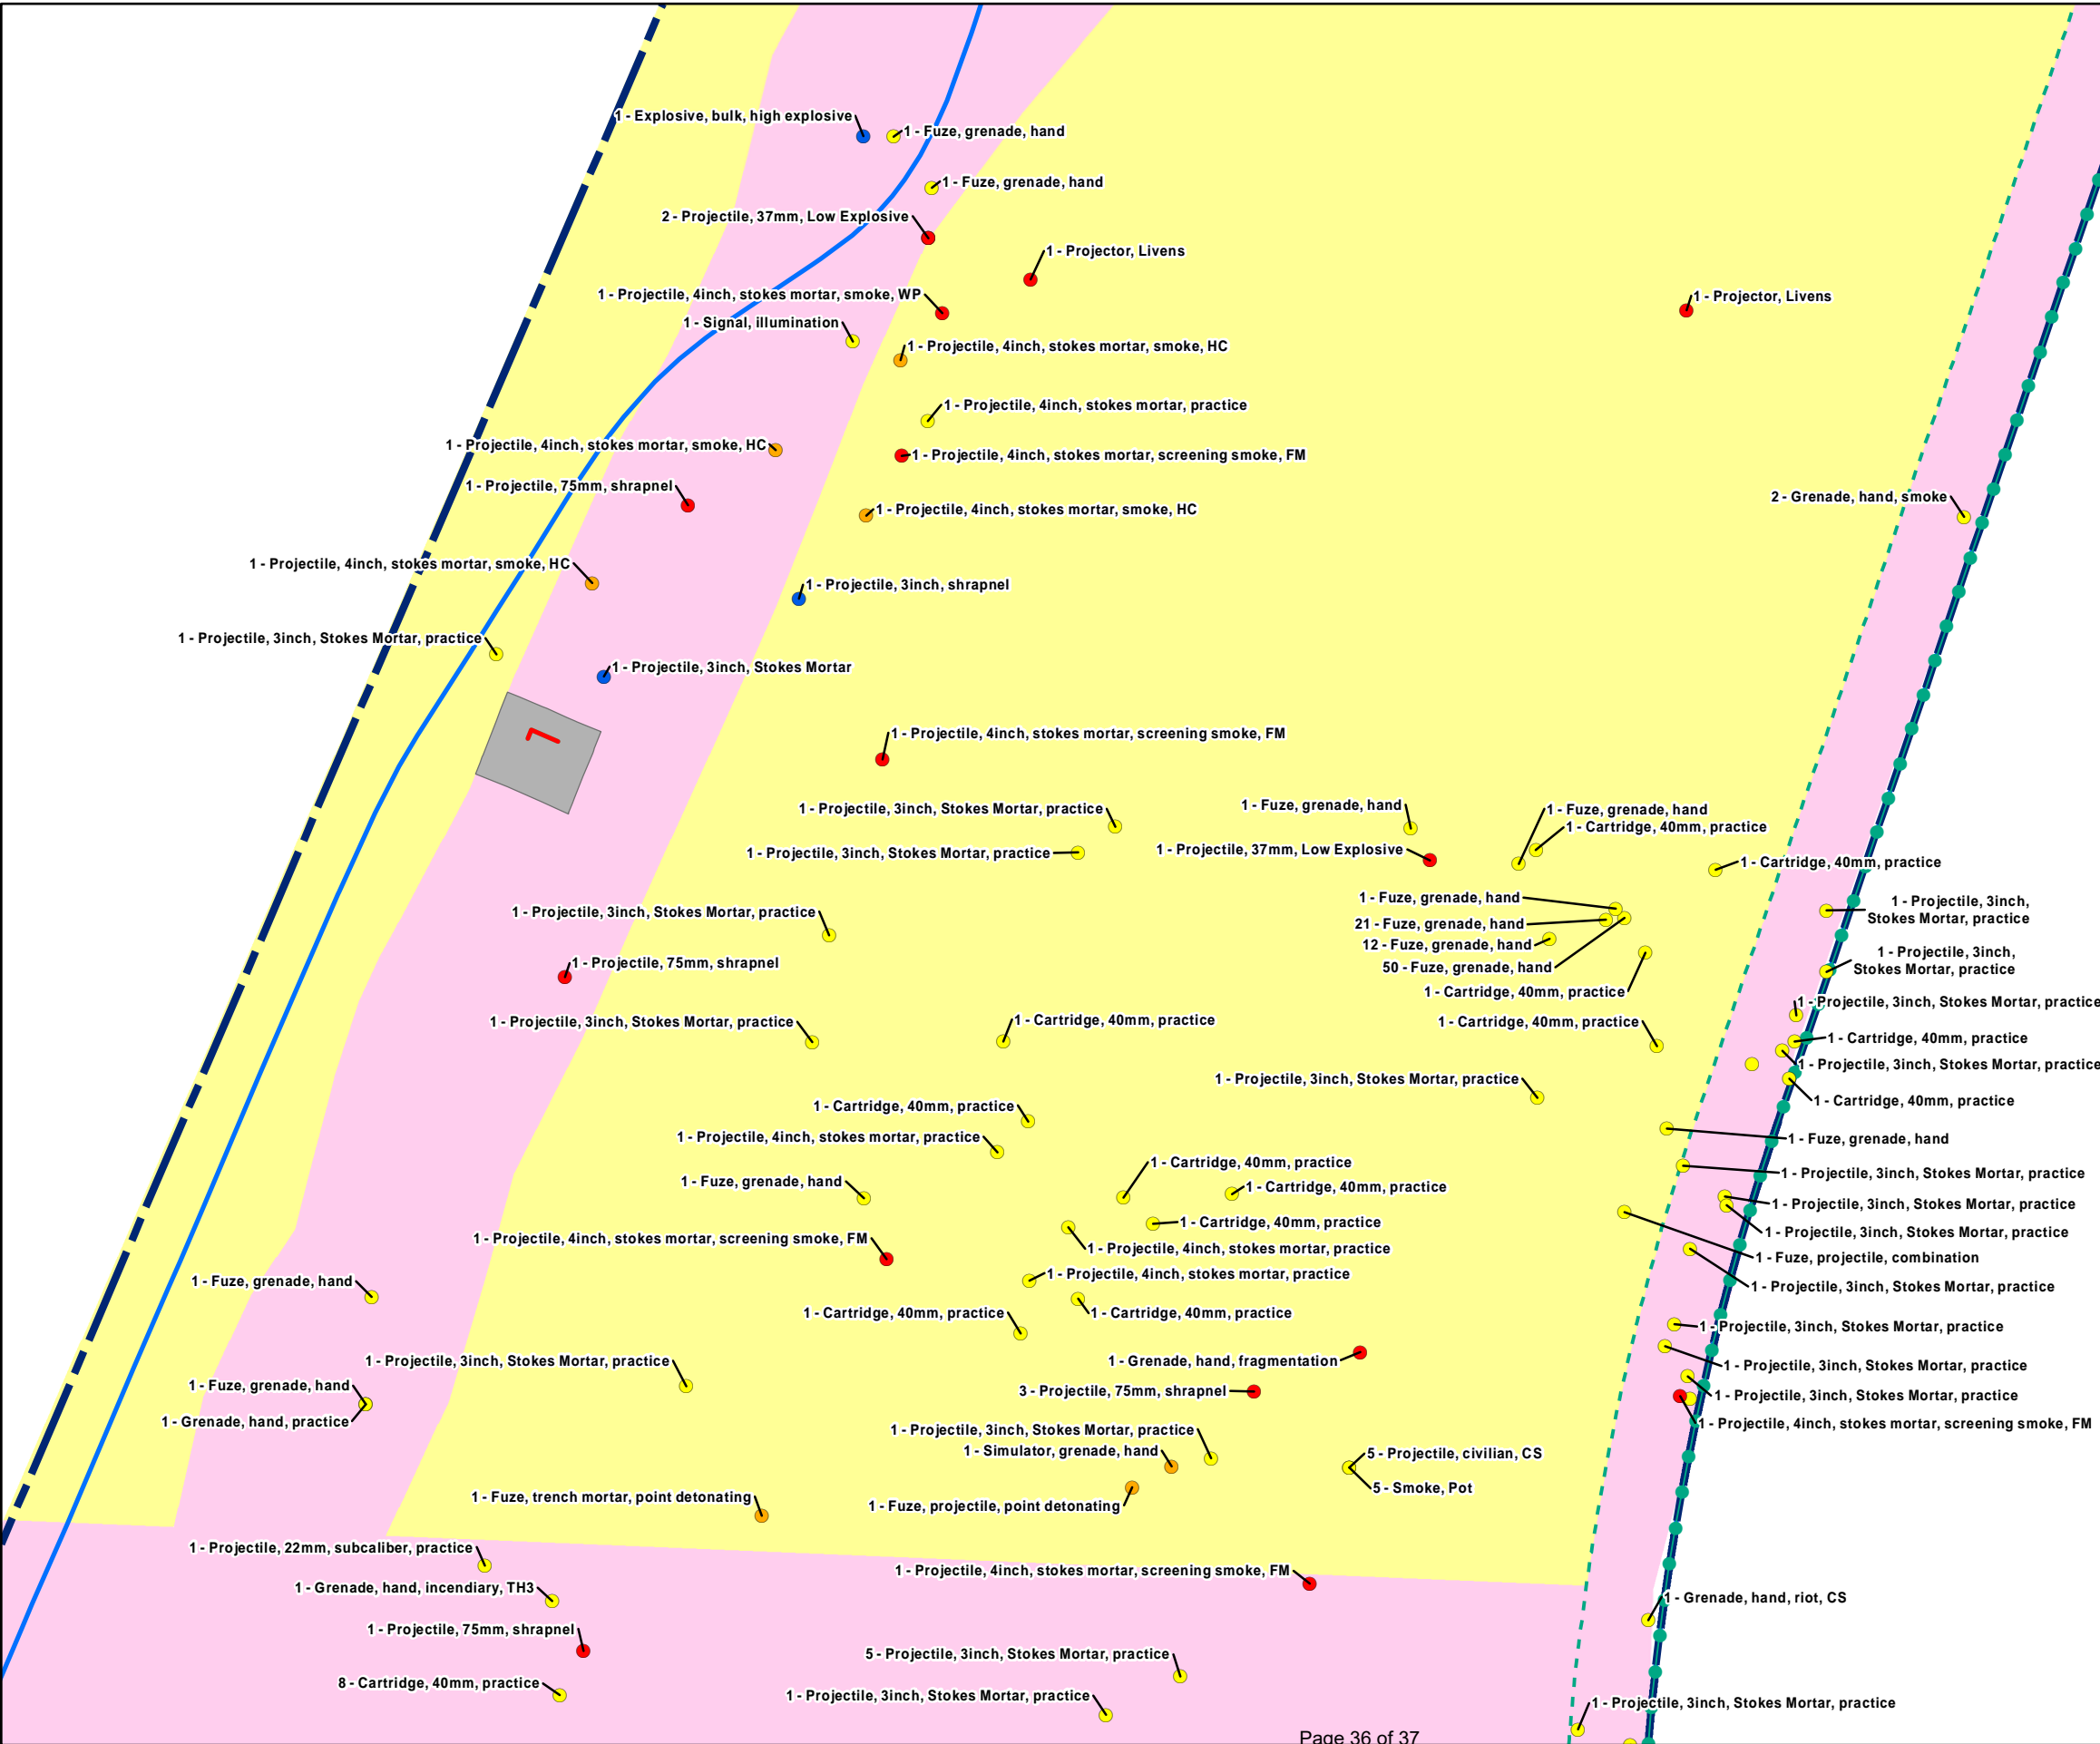 1 - Explosive, bulk, high explosive
1 - Fuze, grenade, hand
1 - Fuze, grenade, hand
2 - Projectile, 37mm, Low Explosive
1 - Projector, Livens
1 - Projectile, 4inch, stokes mortar, smoke, WP
1 - Projector, Livens
1 - Signal, illumination
1 - Projectile, 4inch, stokes mortar, smoke, HC
1 - Projectile, 4inch, stokes mortar, practice
1 - Projectile, 4inch, stokes mortar, smoke, HC
1 - Projectile, 4inch, stokes mortar, screening smoke, FM
1 - Projectile, 75mm, shrapnel
2 - Grenade, hand, smoke
1 - Projectile, 4inch, stokes mortar, smoke, HC
1 - Projectile, 4inch, stokes mortar, smoke, HC
1 - Projectile, 3inch, shrapnel
1 - Projectile, 3inch, Stokes Mortar, practice
1 - Projectile, 3inch, Stokes Mortar
1
1 - Projectile, 4inch, stokes mortar, screening smoke, FM
1 - Projectile, 3inch, Stokes Mortar, practice
1 - Fuze, grenade, hand
1 - Fuze, grenade, hand
1 - Cartridge, 40mm, practice
1 - Projectile, 3inch, Stokes Mortar, practice
1 - Projectile, 37mm, Low Explosive
1 - Cartridge, 40mm, practice
1 - Fuze, grenade, hand
1 - Projectile, 3inch,
Stokes Mortar, practice
1 - Projectile, 3inch, Stokes Mortar, practice
21 - Fuze, grenade, hand
12 - Fuze, grenade, hand
1 - Projectile, 3inch,
Stokes Mortar, practice
1 - Projectile, 75mm, shrapnel
50 - Fuze, grenade, hand
1 - Cartridge, 40mm, practice
1 - Projectile, 3inch, Stokes Mortar, practice
1 - Projectile, 3inch, Stokes Mortar, practice
1 - Cartridge, 40mm, practice
1 - Cartridge, 40mm, practice
1 - Cartridge, 40mm, practice
1 - Projectile, 3inch, Stokes Mortar, practice
1 - Projectile, 3inch, Stokes Mortar, practice
1 - Cartridge, 40mm, practice
1 - Cartridge, 40mm, practice
1 - Projectile, 4inch, stokes mortar, practice
1 - Fuze, grenade, hand
1 - Cartridge, 40mm, practice
1 - Projectile, 3inch, Stokes Mortar, practice
1 - Fuze, grenade, hand
1 - Cartridge, 40mm, practice
1 - Projectile, 3inch, Stokes Mortar, practice
1 - Cartridge, 40mm, practice
1 - Projectile, 3inch, Stokes Mortar, practice
1 - Projectile, 4inch, stokes mortar, screening smoke, FM
1 - Projectile, 4inch, stokes mortar, practice
1 - Fuze, projectile, combination
1 - Fuze, grenade, hand
1 - Projectile, 4inch, stokes mortar, practice
1 - Projectile, 3inch, Stokes Mortar, practice
1 - Cartridge, 40mm, practice
1 - Cartridge, 40mm, practice
1 - Projectile, 3inch, Stokes Mortar, practice
1 - Projectile, 3inch, Stokes Mortar, practice
1 - Grenade, hand, fragmentation
1 - Projectile, 3inch, Stokes Mortar, practice
1 - Fuze, grenade, hand
3 - Projectile, 75mm, shrapnel
1 - Projectile, 3inch, Stokes Mortar, practice
1 - Grenade, hand, practice
1 - Projectile, 4inch, stokes mortar, screening smoke, FM
1 - Projectile, 3inch, Stokes Mortar, practice
1 - Simulator, grenade, hand
5 - Projectile, civilian, CS
5 - Smoke, Pot
1 - Fuze, trench mortar, point detonating
1 - Fuze, projectile, point detonating
1 - Projectile, 22mm, subcaliber, practice
1 - Projectile, 4inch, stokes mortar, screening smoke, FM
1 - Grenade, hand, incendiary, TH3
1 - Grenade, hand, riot, CS
1 - Projectile, 75mm, shrapnel
5 - Projectile, 3inch, Stokes Mortar, practice
8 - Cartridge, 40mm, practice
1 - Projectile, 3inch, Stokes Mortar, practice
1 - Projectile, 3inch, Stokes Mortar, practice
Page 36 of 37